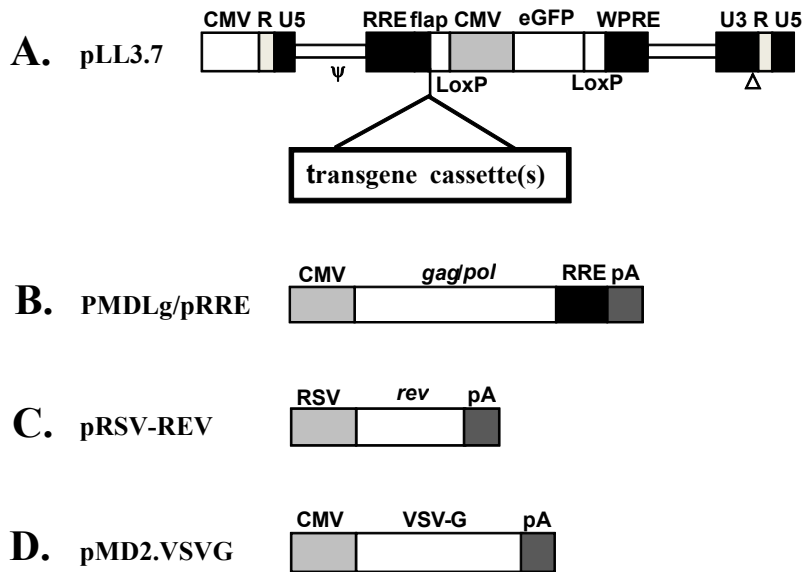 CMV R U5 RRE flap CMV eGFP WPRE U3 R U5
A. pLL3.7
ψ LoxP LoxP Δ
transgene cassette(s)
CMV gag/pol RRE pA
B. PMDLg/pRRE
RSV rev pA
C. pRSV-REV
CMV VSV-G pA
D. pMD2.VSVG